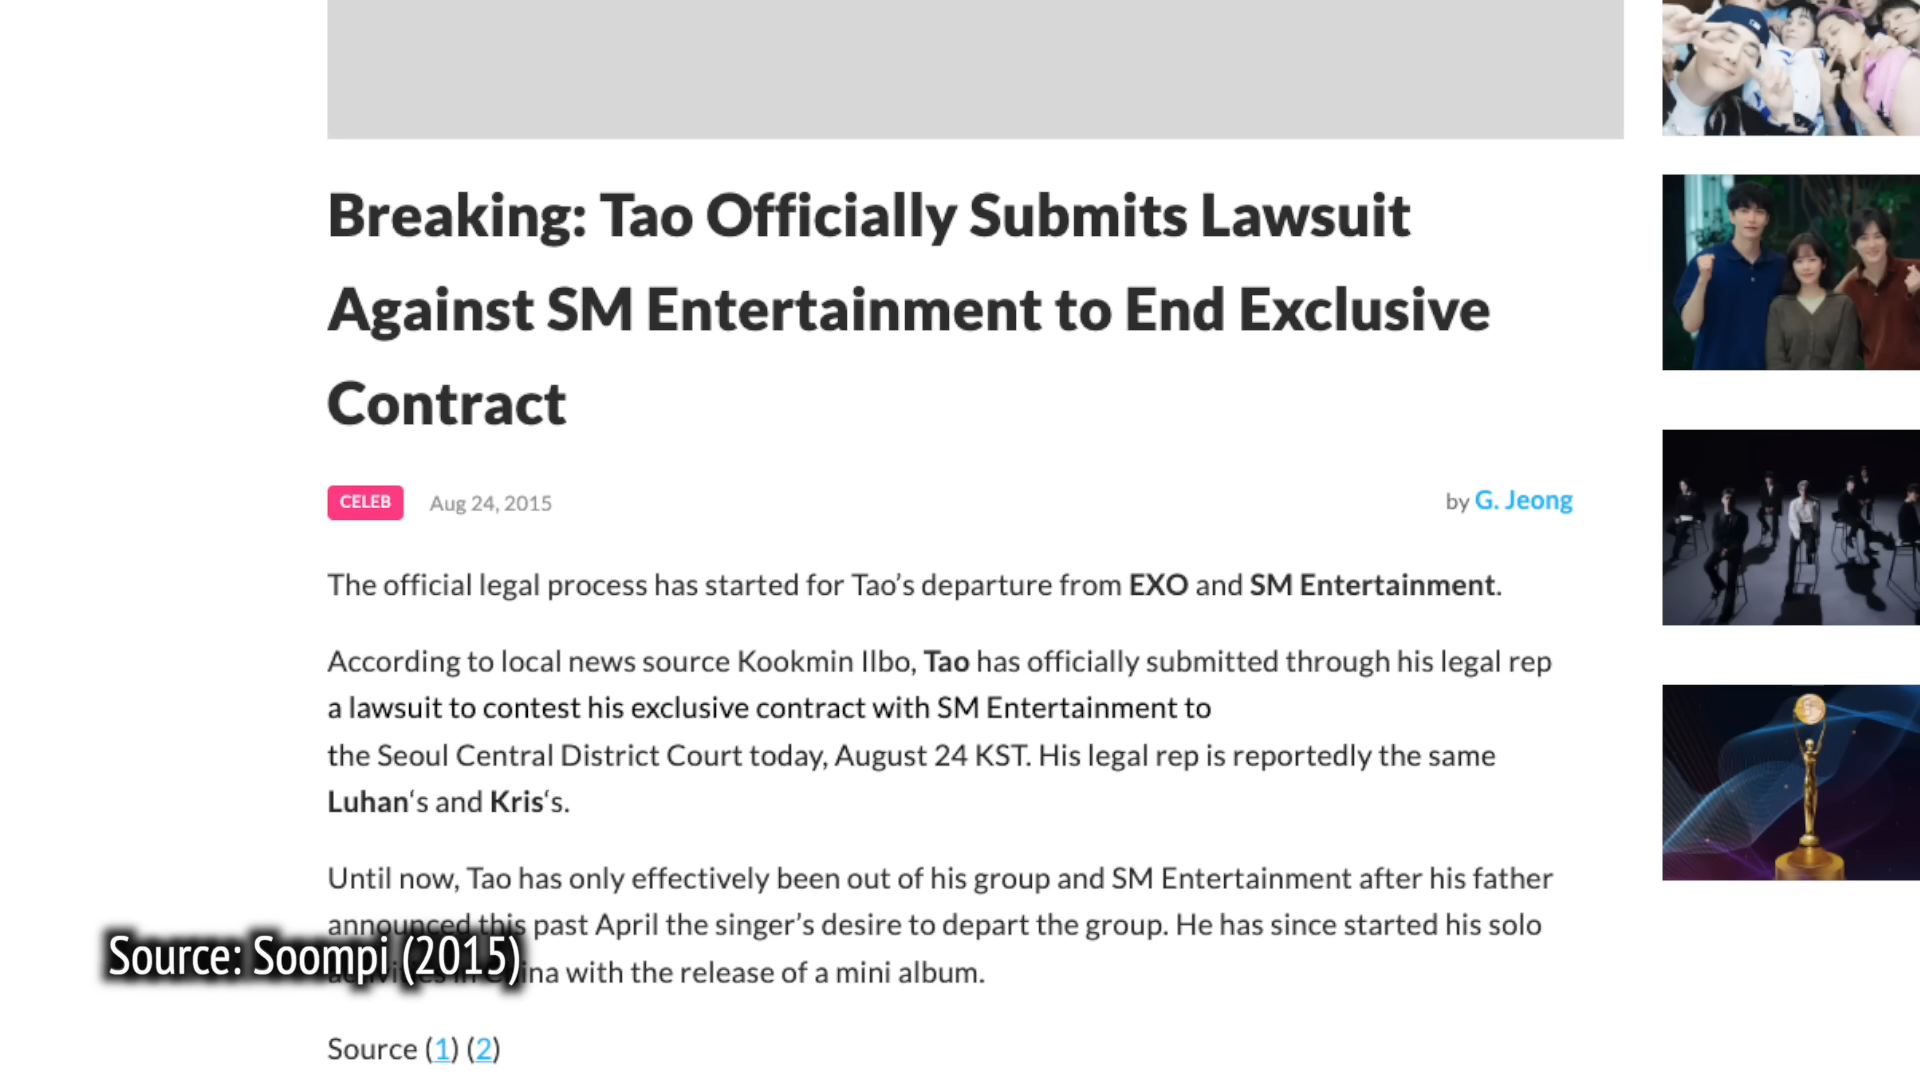 Breaking: Tao Officially Submits Lawsuit
Against SM Entertainment to End Exclusive
Contract
CELEB Aug 24, 2015 by G. Jeong
The official legal process has started for Tao’s departure from EXO and SM Entertainment.
According to local news source Kookmin Ilbo, Tao has officially submitted through his legal rep
a lawsuit to contest his exclusive contract with SM Entertainment to
the Seoul Central District Court today, August 24 KST. His legal rep is reportedly the same
Luhan‘s and Kris‘s.
Until now, Tao has only effectively been out of his group and SM Entertainment after his father
announced this past April the singer’s desire to depart the group. He has since started his solo
with the release of a mini album.
Source: Soompi (2015)
Source (1) (2)